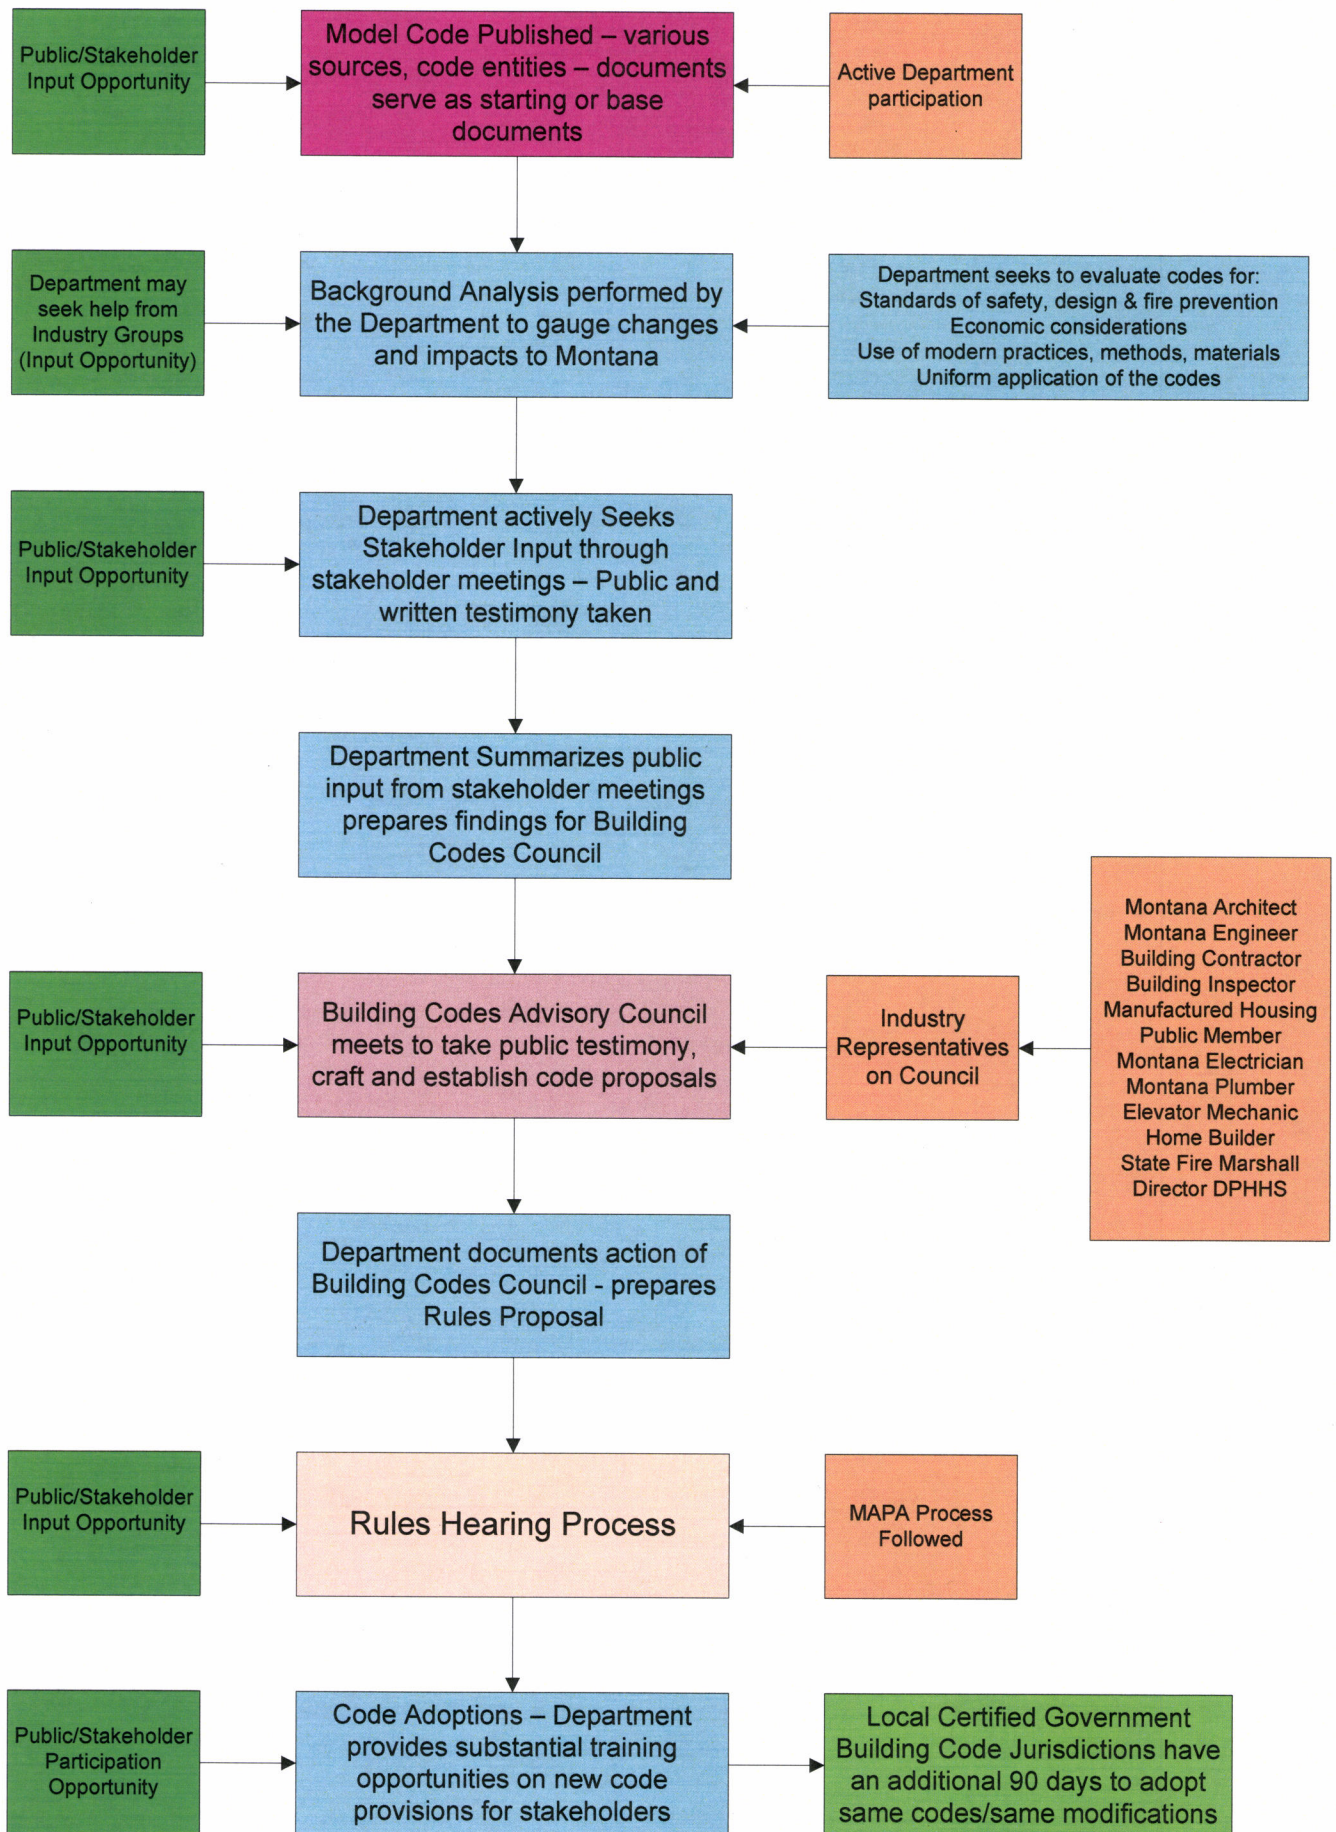 Public/Stakeholder
Input Opportunity
Model Code Published – various
sources, code entities – documents
serve as starting or base
documents
Active Department
participation
Department may
seek help from
Industry Groups
(Input Opportunity)
Background Analysis performed by
the Department to gauge changes
and impacts to Montana
Department seeks to evaluate codes for:
Standards of safety, design & fire prevention
Economic considerations
Use of modern practices, methods, materials
Uniform application of the codes
Public/Stakeholder
Input Opportunity
Department actively Seeks
Stakeholder Input through
stakeholder meetings – Public and
written testimony taken
Department Summarizes public
input from stakeholder meetings
prepares findings for Building
Codes Council
Public/Stakeholder
Input Opportunity
Building Codes Advisory Council
meets to take public testimony,
craft and establish code proposals
Industry
Representatives
on Council
Montana Architect
Montana Engineer
Building Contractor
Building Inspector
Manufactured Housing
Public Member
Montana Electrician
Montana Plumber
Elevator Mechanic
Home Builder
State Fire Marshall
Director DPHHS
Department documents action of
Building Codes Council - prepares
Rules Proposal
Public/Stakeholder
Input Opportunity
Rules Hearing Process
MAPA Process
Followed
Public/Stakeholder
Participation
Opportunity
Code Adoptions – Department
provides substantial training
opportunities on new code
provisions for stakeholders
Local Certified Government
Building Code Jurisdictions have
an additional 90 days to adopt
same codes/same modifications